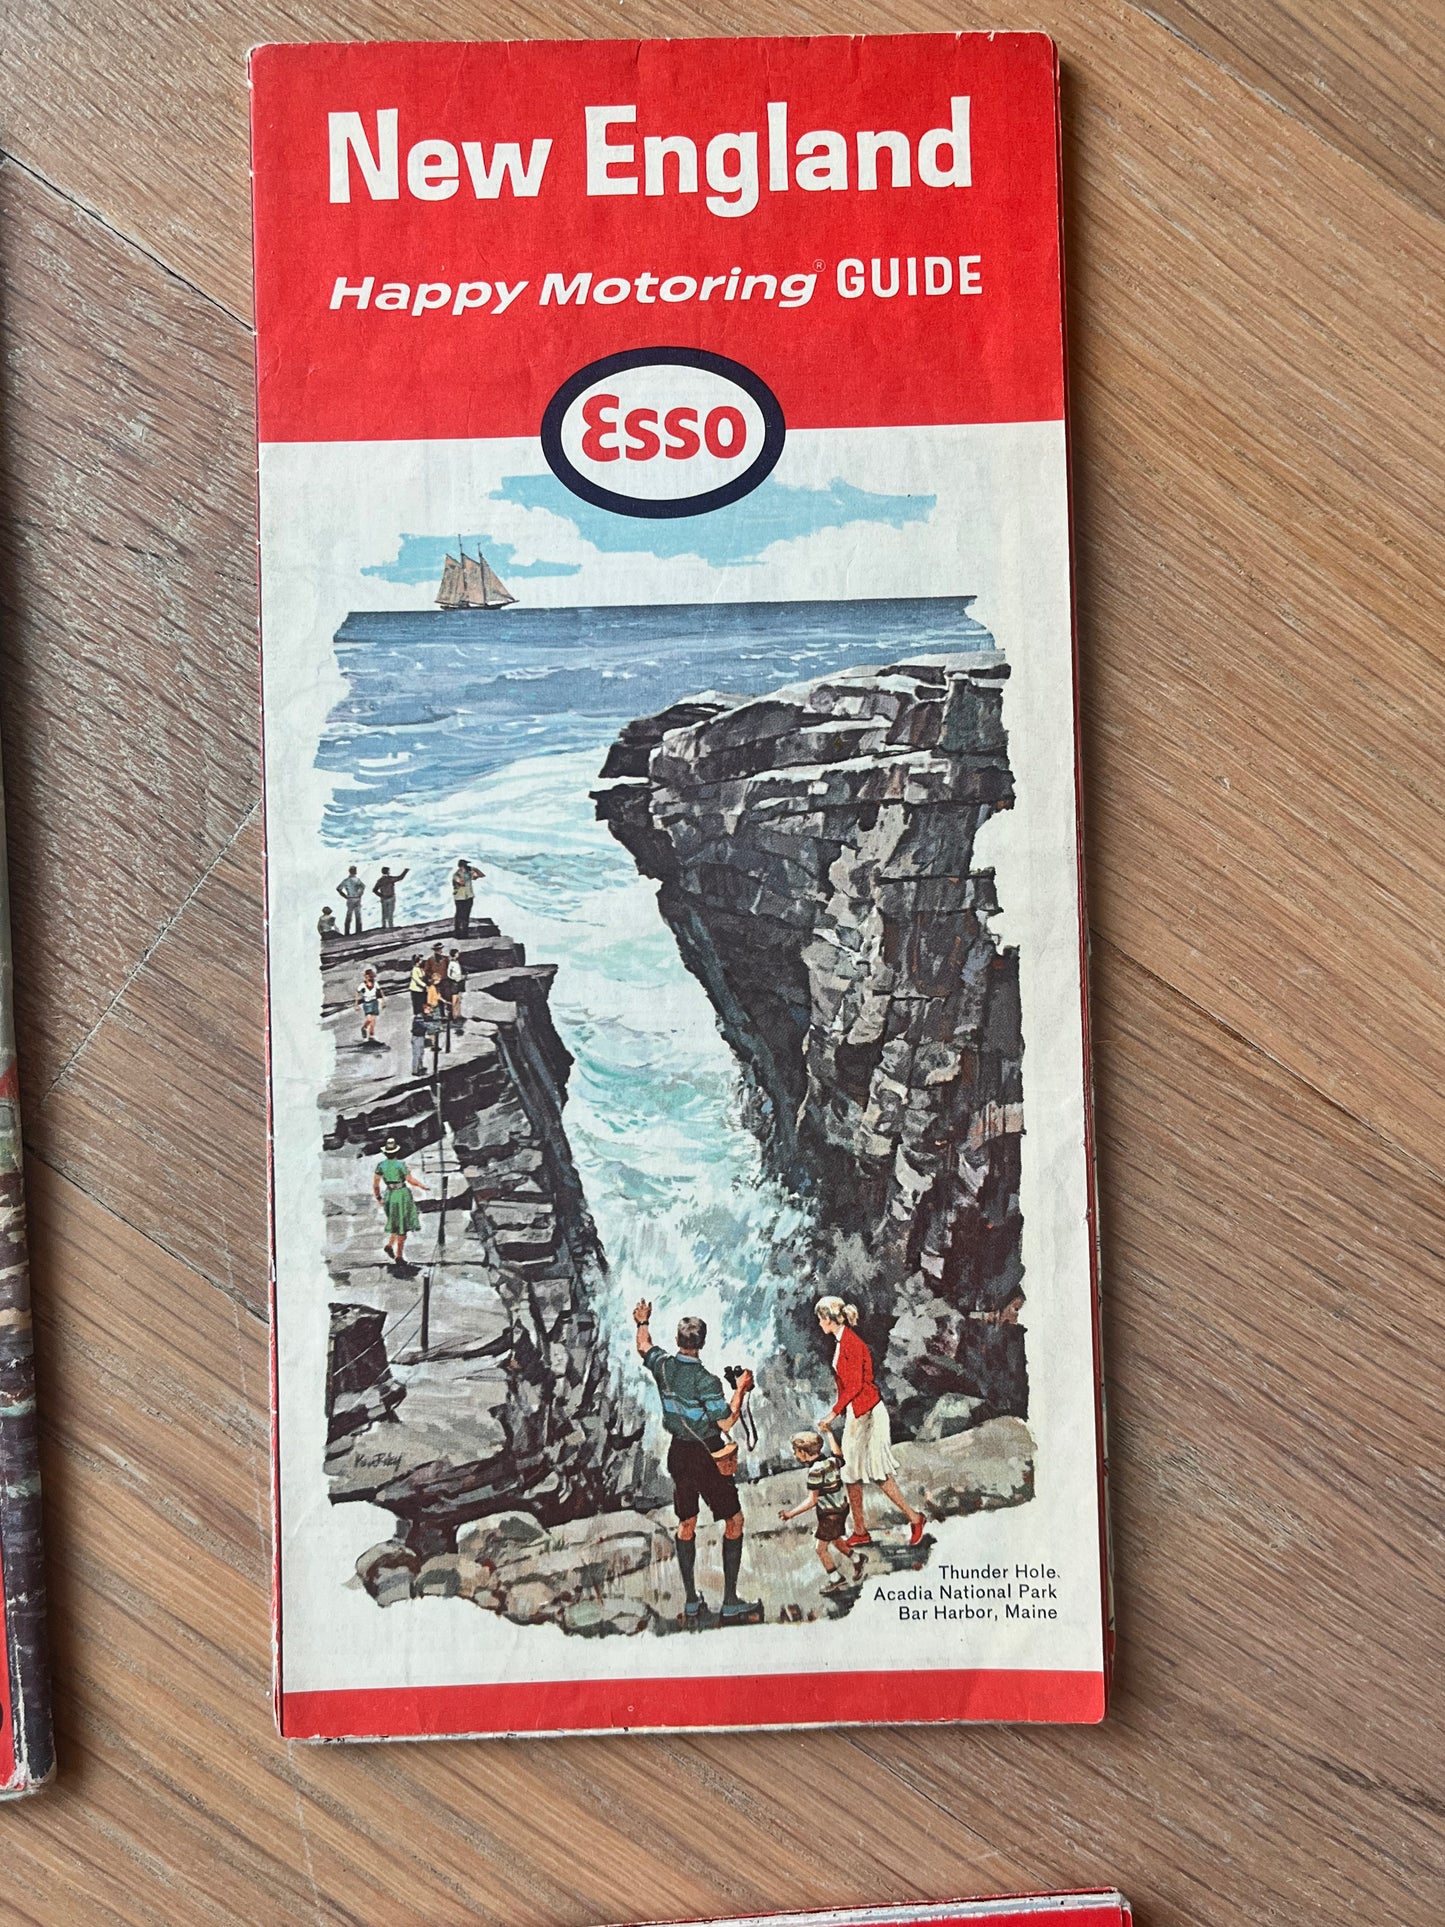 New England
Happy Motoring® GUIDE
Esso
Thunder Hole.
Acadia National Park
Bar Harbor, Maine